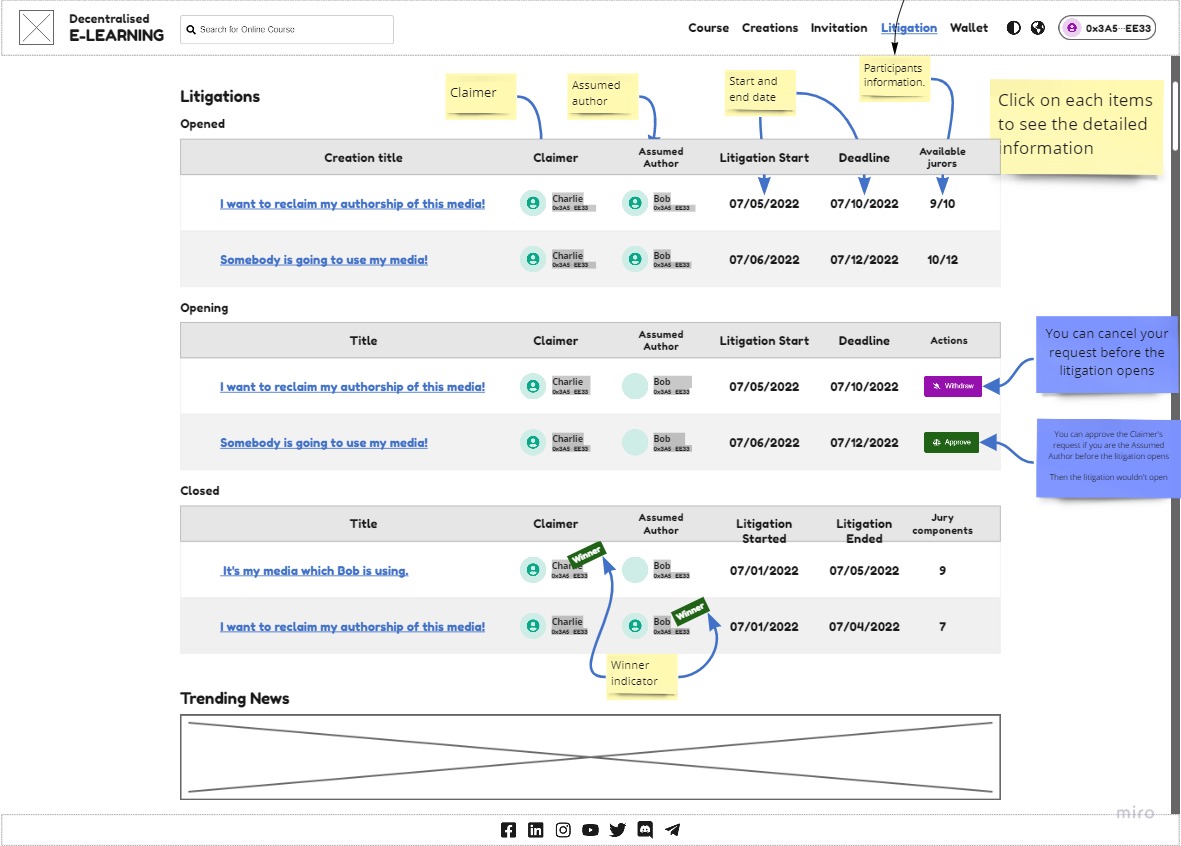 Decentralised
E-LEARNING
Search for Online Course
Course Creations Invitation Litigation Wallet
0x3A5···EE33
Claimer
Assumed
author
Start and
end date
Participants
information.
Click on each items
to see the detailed
information
Litigations
Opened
Creation title Claimer Assumed Author Litigation Start Deadline Available jurors
I want to reclaim my authorship of this media! Charlie 0x3A5···EE33 Bob 0x3A5···EE33 07/05/2022 07/10/2022 9/10
Somebody is going to use my media! Charlie 0x3A5···EE33 Bob 0x3A5···EE33 07/06/2022 07/12/2022 10/12
Opening
Title Claimer Assumed Author Litigation Start Deadline Actions
I want to reclaim my authorship of this media! Charlie 0x3A5···EE33 Bob 0x3A5···EE33 07/05/2022 07/10/2022 Withdraw
Somebody is going to use my media! Charlie 0x3A5···EE33 Bob 0x3A5···EE33 07/06/2022 07/12/2022 Approve
You can cancel your
request before the
litigation opens
You can approve the Claimer's
request if you are the Assumed
Author before the litigation opens
Then the litigation wouldn't open
Closed
Title Claimer Assumed Author Litigation Started Litigation Ended Jury components
It's my media which Bob is using. Charlie 0x3A5···EE33 Winner Bob 0x3A5···EE33 07/01/2022 07/05/2022 9
I want to reclaim my authorship of this media! Charlie 0x3A5···EE33 Bob 0x3A5···EE33 Winner 07/01/2022 07/04/2022 7
Winner
indicator
Trending News
miro